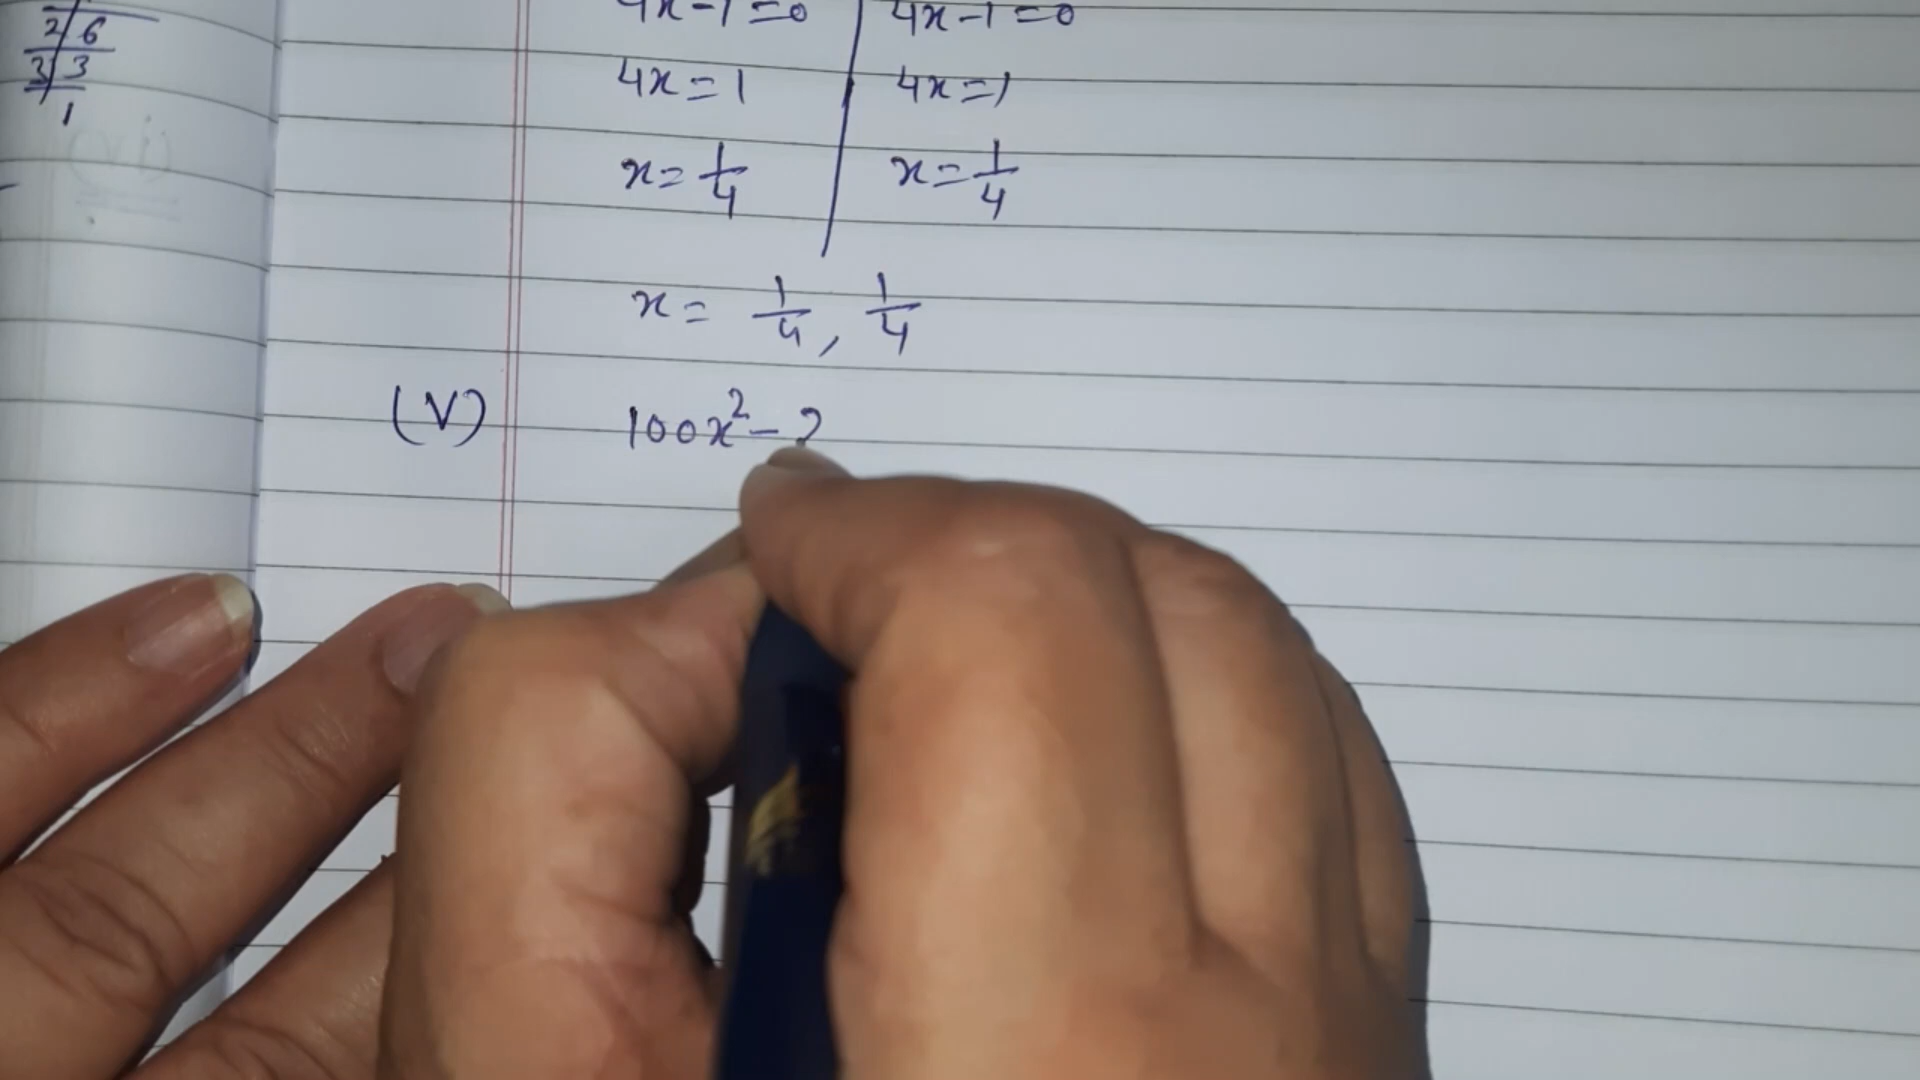 2/6
3/3
1
4x-1=0 4x-1=0
4x=1 4x=1
x=1/4 x=1/4
x= 1/4, 1/4
(V) 100x²-2